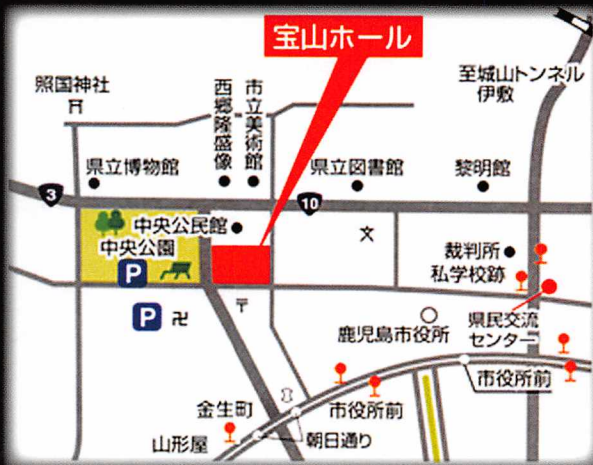 宝山ホール
照国神社
西郷隆盛像
市立美術館
至城山トンネル
伊敷
県立博物館
県立図書館
黎明館
3
10
中央公民館
中央公園
P
P
文
裁判所
私学校跡
〒
卍
鹿児島市役所
県民交流
センター
市役所前
金生町
市役所前
山形屋
朝日通り